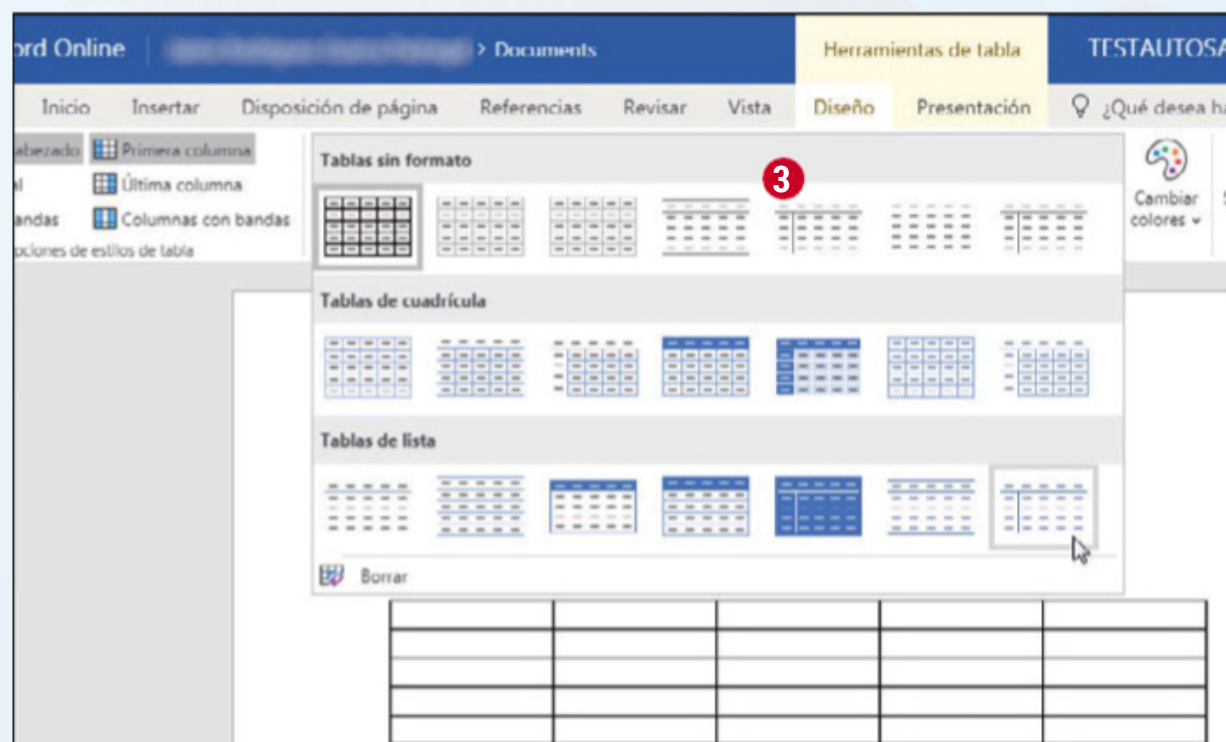 ord Online > Documents Herramientas de tabla TESTAUTOSA
Inicio Insertar Disposición de página Referencias Revisar Vista Diseño Presentación ¿Qué desea ha
abezado Primera columna
al Última columna
andas Columnas con bandas
pciones de estilos de tabla
Tablas sin formato
3
Cambiar
colores
Tablas de cuadrícula
Tablas de lista
Borrar